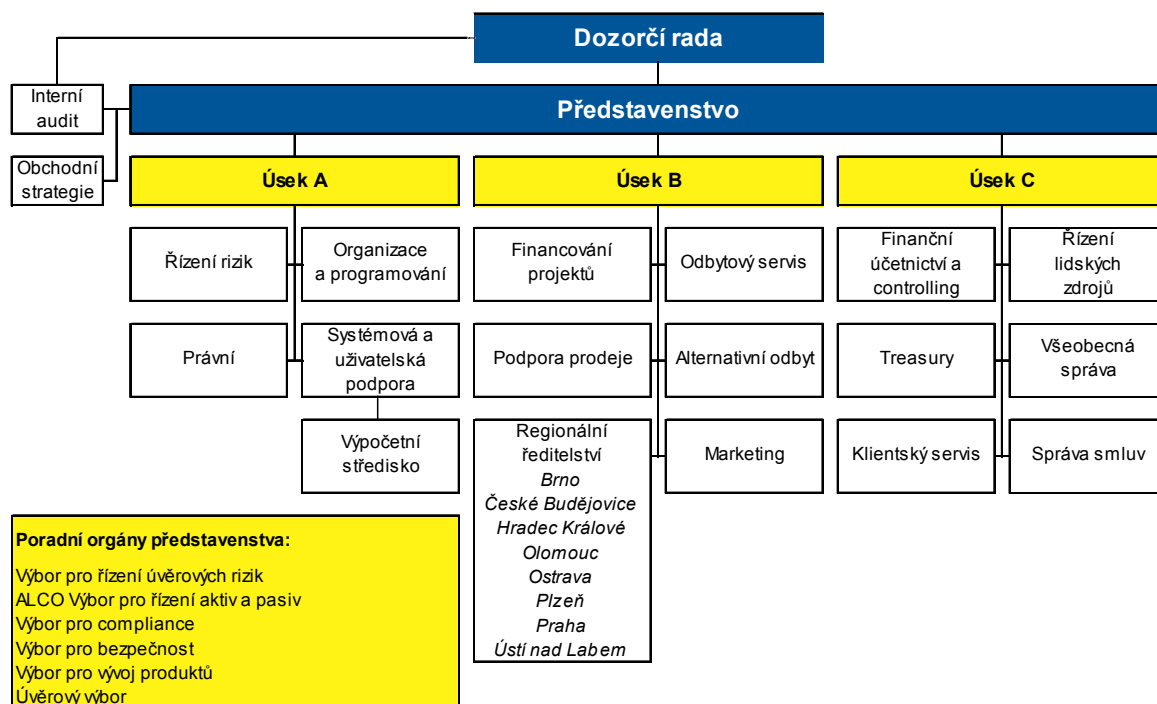 Dozorčí rada
Interní
audit
Představenstvo
Obchodní
strategie
Úsek A
Úsek B
Úsek C
Řízení rizik
Organizace
a programování
Financování
projektů
Odbytový servis
Finanční
účetnictví a
controlling
Řízení
lidských
zdrojů
Právní
Systémová a
uživatelská
podpora
Podpora prodeje
Alternativní odbyt
Treasury
Všeobecná
správa
Výpočetní
středisko
Regionální
ředitelství
Brno
České Budějovice
Hradec Králové
Olomouc
Ostrava
Plzeň
Praha
Ústí nad Labem
Marketing
Klientský servis
Správa smluv
Poradní orgány představenstva:
Výbor pro řízení úvěrových rizik
ALCO Výbor pro řízení aktiv a pasiv
Výbor pro compliance
Výbor pro bezpečnost
Výbor pro vývoj produktů
Úvěrový výbor